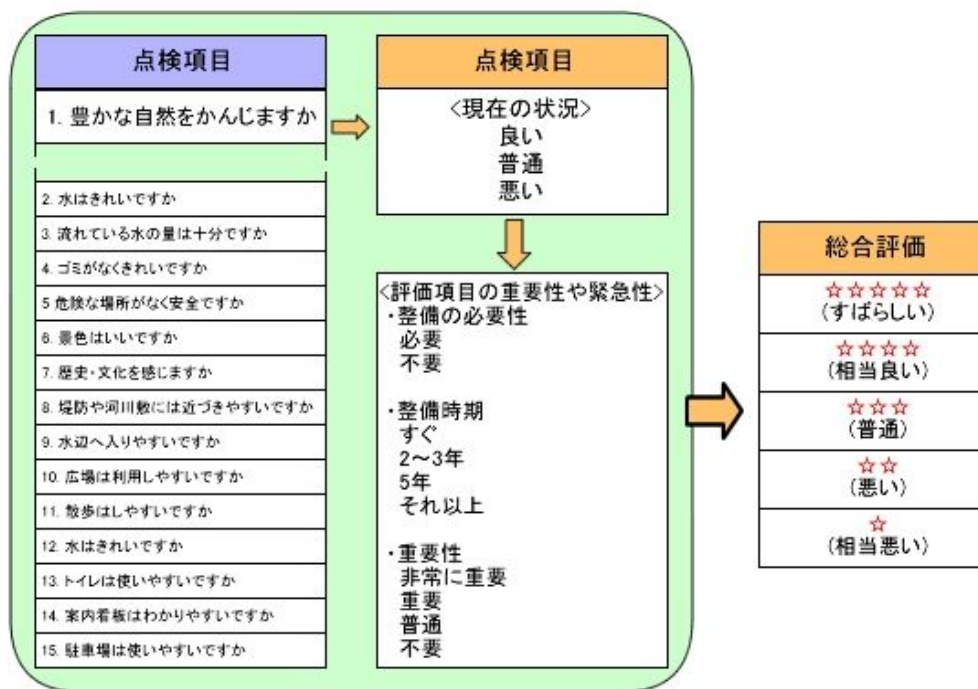 点検項目
1. 豊かな自然をかんじますか
2. 水はきれいですか
3. 流れている水の量は十分ですか
4. ゴミがなくきれいですか
5 危険な場所がなく安全ですか
6. 景色はいいですか
7. 歴史・文化を感じますか
8. 堤防や河川敷には近づきやすいですか
9. 水辺へ入りやすいですか
10. 広場は利用しやすいですか
11. 散歩はしやすいですか
12. 水はきれいですか
13. トイレは使いやすいですか
14. 案内看板はわかりやすいですか
15. 駐車場は使いやすいですか
点検項目
<現在の状況>
良い
普通
悪い
<評価項目の重要性や緊急性>
・整備の必要性
必要
不要
・整備時期
すぐ
2～3年
5年
それ以上
・重要性
非常に重要
重要
普通
不要
総合評価
☆☆☆☆☆
(すばらしい)
☆☆☆☆
(相当良い)
☆☆☆
(普通)
☆☆
(悪い)
☆
(相当悪い)